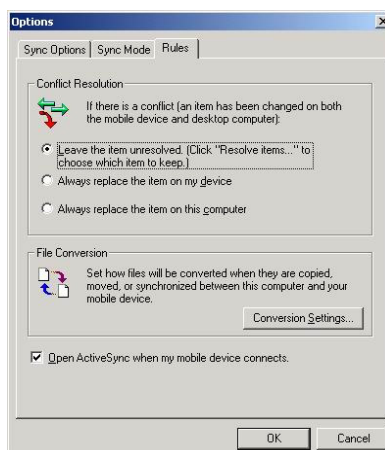 Options
Sync Options Sync Mode Rules
Conflict Resolution
If there is a conflict (an item has been changed on both
the mobile device and desktop computer):
Leave the item unresolved. (Click "Resolve items..." to
choose which item to keep.)
Always replace the item on my device
Always replace the item on this computer
File Conversion
Set how files will be converted when they are copied,
moved, or synchronized between this computer and your
mobile device.
Conversion Settings...
Open ActiveSync when my mobile device connects.
OK Cancel